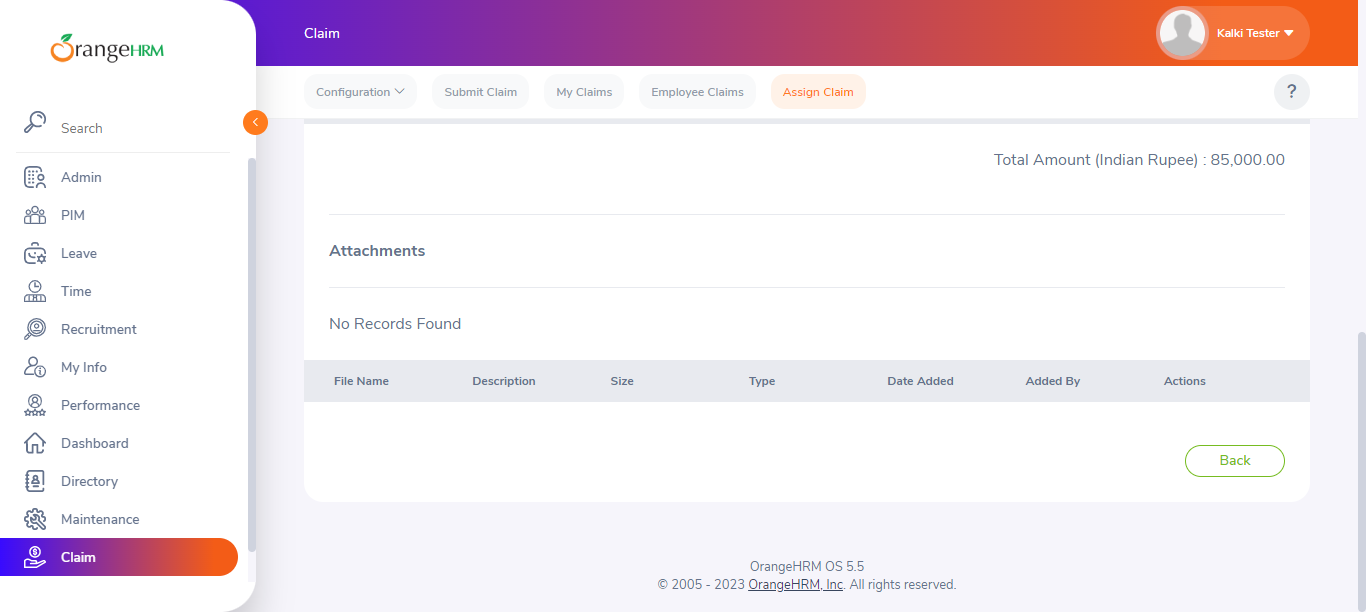 OrangeHRM
Claim
Kalki Tester
Configuration
Submit Claim
My Claims
Employee Claims
Assign Claim
?
Search
Admin
PIM
Leave
Time
Recruitment
My Info
Performance
Dashboard
Directory
Maintenance
Claim
Total Amount (Indian Rupee) : 85,000.00
Attachments
No Records Found
File Name Description Size Type Date Added Added By Actions
Back
OrangeHRM OS 5.5
© 2005 - 2023 OrangeHRM, Inc. All rights reserved.